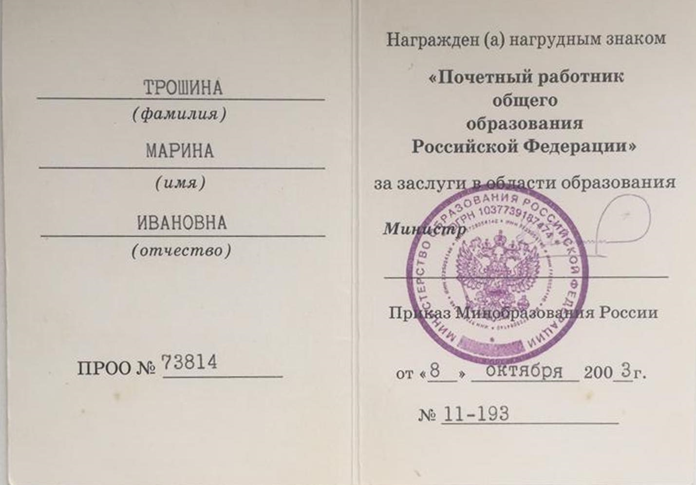 ТРОШИНА
(фамилия)
МАРИНА
(имя)
ИВАНОВНА
(отчество)
ПРОО № 73814
Награжден (а) нагрудным знаком
«Почетный работник
общего
образования
Российской Федерации»
за заслуги в области образования
Министр
МИНИСТЕРСТВО ОБРАЗОВАНИЯ РОССИЙСКОЙ ФЕДЕРАЦИИ
ОГРН 1037739187474
Приказ Минобразования России
от «8 » октября 2003г.
№ 11-193